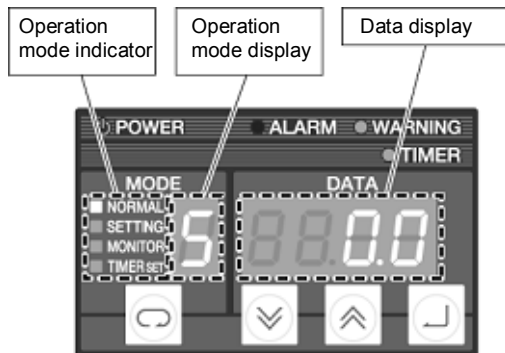 Operation mode indicator
Operation mode display
Data display
POWER
ALARM
WARNING
TIMER
MODE
DATA
NORMAL
SETTING
MONITOR
TIMER SET
5
0.0